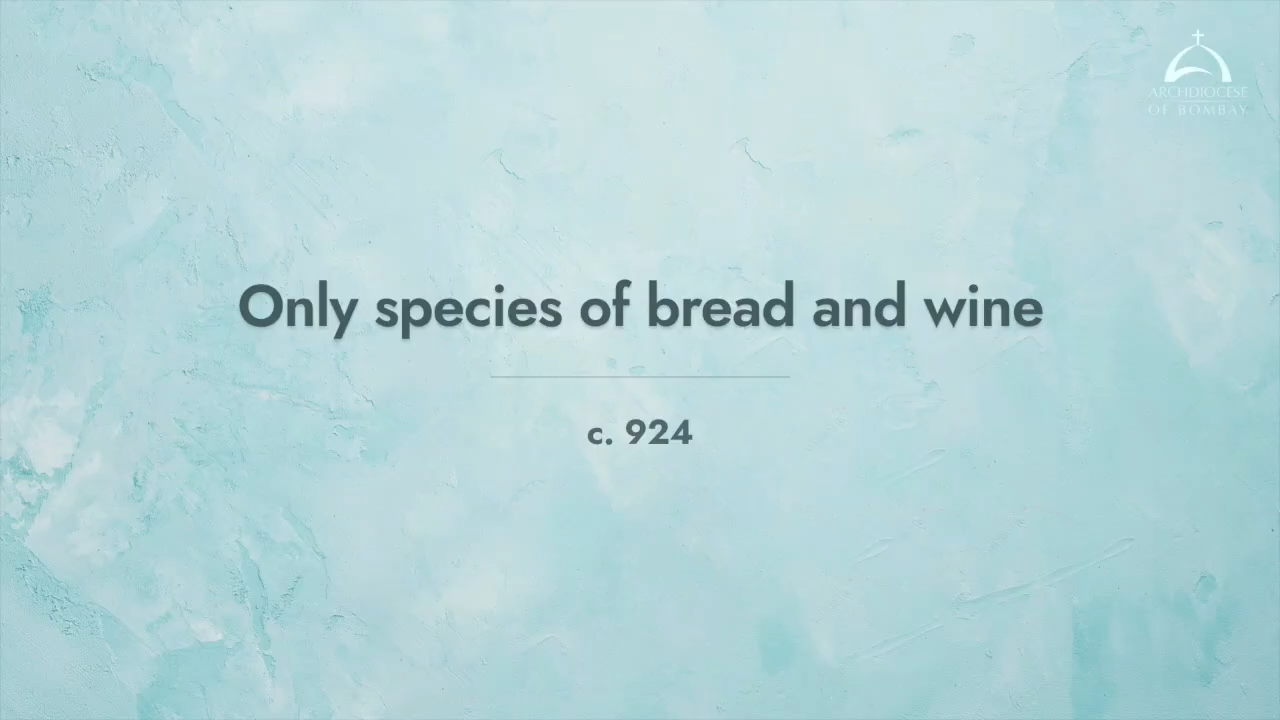 ARCHDIOCESE
OF BOMBAY
Only species of bread and wine
c. 924